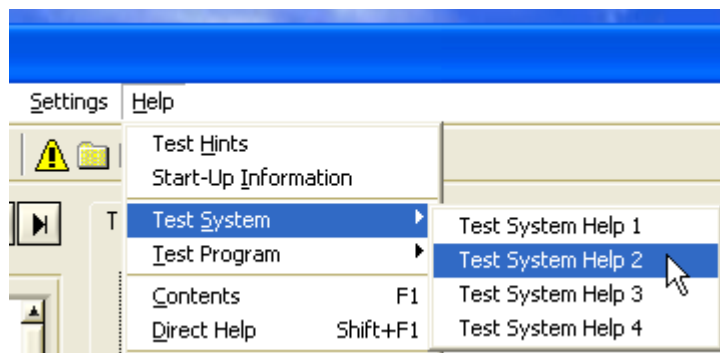 Settings Help
Test Hints
Start-Up Information
T
Test System
Test Program
Contents F1
Direct Help Shift+F1
Test System Help 1
Test System Help 2
Test System Help 3
Test System Help 4